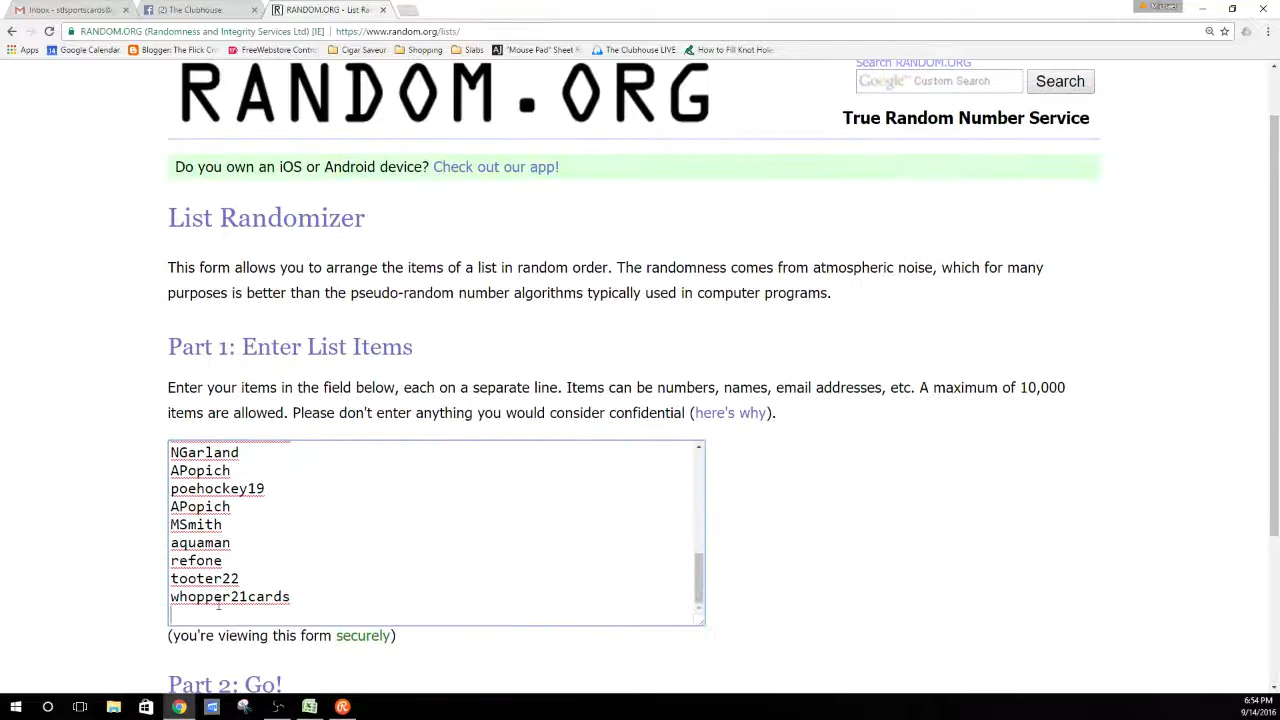 Inbox - stlsportscards@
(2) The Clubhouse
RANDOM.ORG - List Ra
RANDOM.ORG (Randomness and Integrity Services Ltd) [IE] https://www.random.org/lists/
Apps Google Calendar Blogger: The Flick Cr FreeWebstore Contro Cigar Saveur Shopping Slabs "Mouse Pad" Sheet R The Clubhouse LIVE How to Fill Knot Hole
RANDOM.ORG
Search RANDOM.ORG
Google Custom Search Search
True Random Number Service
Do you own an iOS or Android device? Check out our app!
List Randomizer
This form allows you to arrange the items of a list in random order. The randomness comes from atmospheric noise, which for many
purposes is better than the pseudo-random number algorithms typically used in computer programs.
Part 1: Enter List Items
Enter your items in the field below, each on a separate line. Items can be numbers, names, email addresses, etc. A maximum of 10,000
items are allowed. Please don't enter anything you would consider confidential (here's why).
NGarland
APopich
poehockey19
APopich
MSmith
aquaman
refone
tooter22
whopper21cards
(you're viewing this form securely)
Part 2: Go!
6:54 PM
9/14/2016